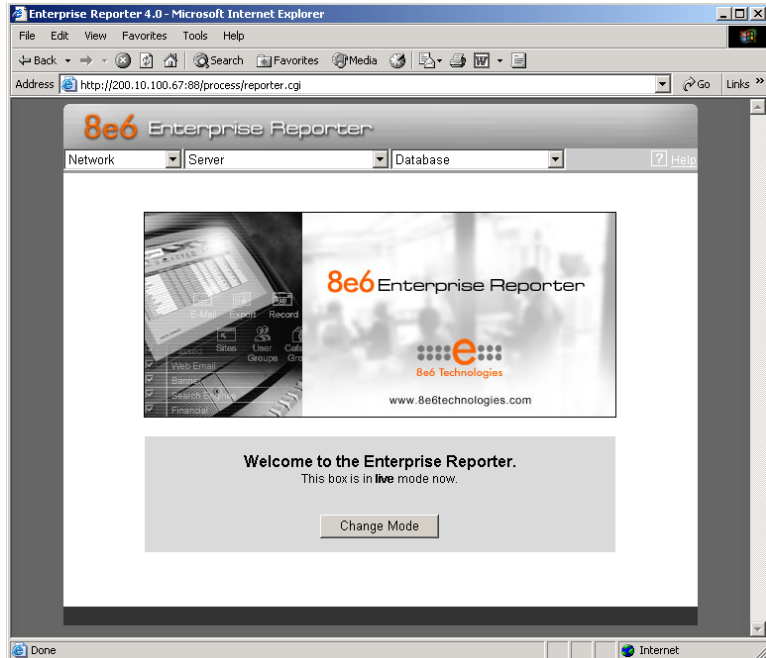 Enterprise Reporter 4.0 - Microsoft Internet Explorer
File Edit View Favorites Tools Help
Back Search Favorites Media
Address http://200.10.100.67:88/process/reporter.cgi Go Links »
8e6 Enterprise Reporter
Network Server Database ? Help
8e6 Enterprise Reporter
E-Mail Export Record
Sites User Groups
Web Email
Banner
Search Engines
Financial
e
8e6 Technologies
www.8e6technologies.com
Welcome to the Enterprise Reporter.
This box is in live mode now.
Change Mode
Done Internet